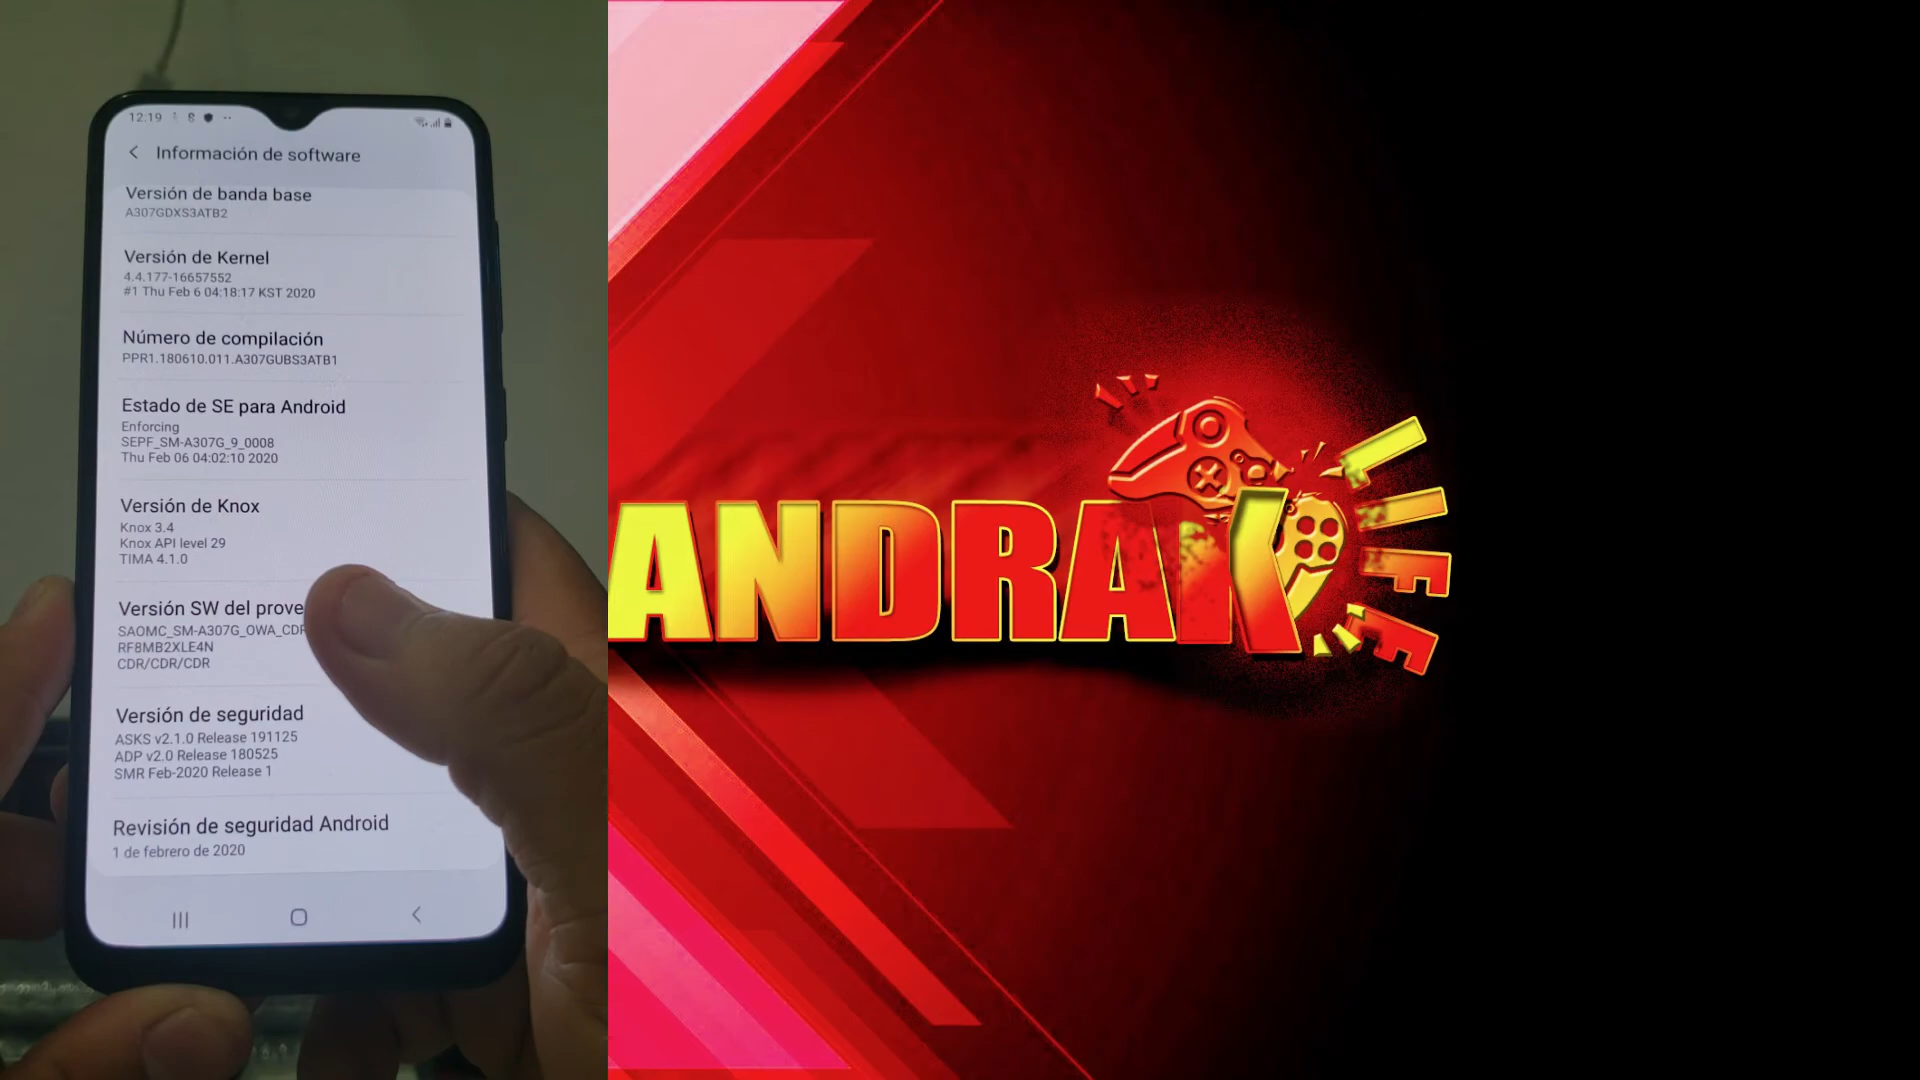 12:19
Información de software
Versión de banda base
A307GDXS3ATB2
Versión de Kernel
4.4.177-16657552
#1 Thu Feb 6 04:18:17 KST 2020
Número de compilación
PPR1.180610.011.A307GUBS3ATB1
Estado de SE para Android
Enforcing
SEPF_SM-A307G_9_0008
Thu Feb 06 04:02:10 2020
Versión de Knox
Knox 3.4
Knox API level 29
TIMA 4.1.0
Versión SW del prove
SAOMC_SM-A307G_OWA_CDR
RF8MB2XLE4N
CDR/CDR/CDR
Versión de seguridad
ASKS v2.1.0 Release 191125
ADP v2.0 Release 180525
SMR Feb-2020 Release 1
Revisión de seguridad Android
1 de febrero de 2020
ANDRAK
LIFE